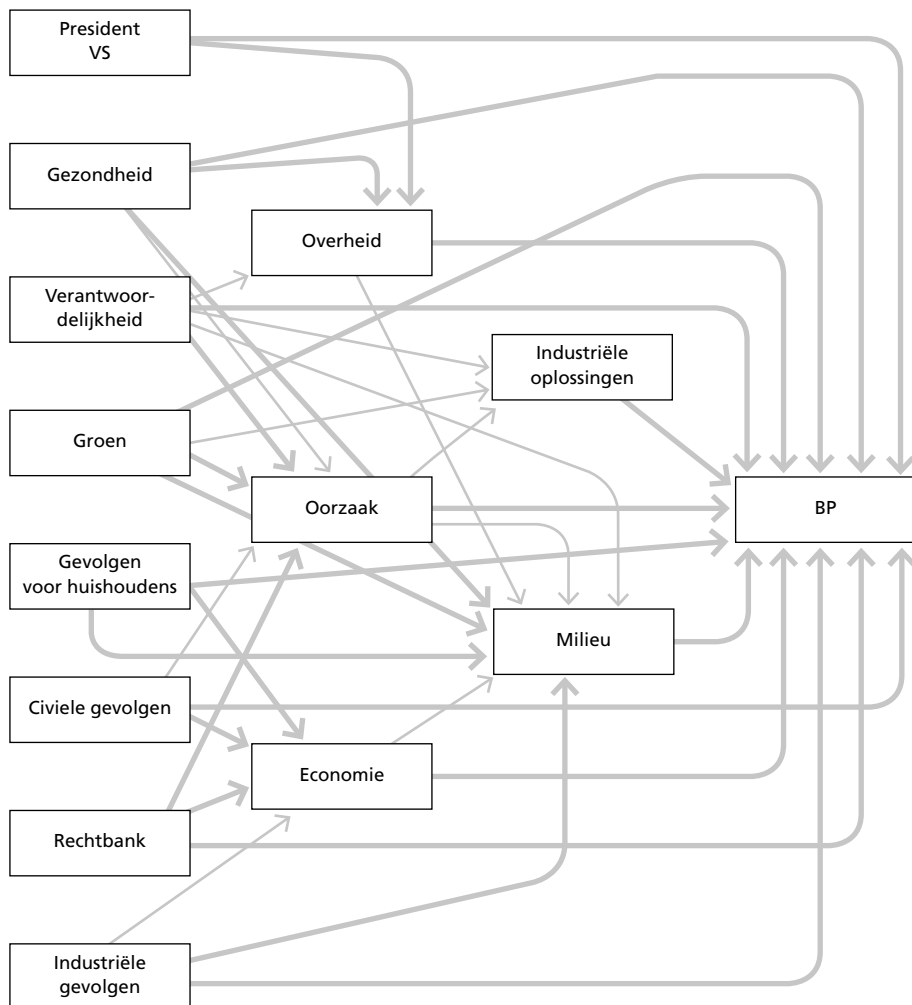 President
VS
Gezondheid
Overheid
Verantwoor-
delijkheid
Industriële
oplossingen
Groen
Oorzaak
BP
Gevolgen
voor huishoudens
Milieu
Civiele gevolgen
Economie
Rechtbank
Industriële
gevolgen